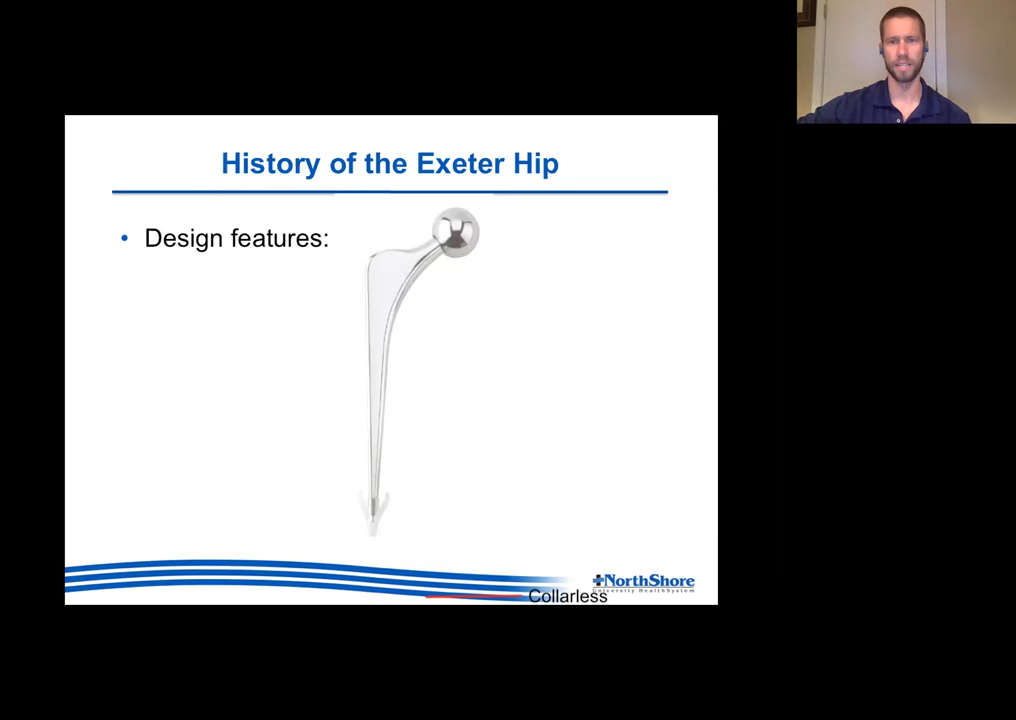 History of the Exeter Hip
• Design features:
NorthShore
University HealthSystem
Collarless